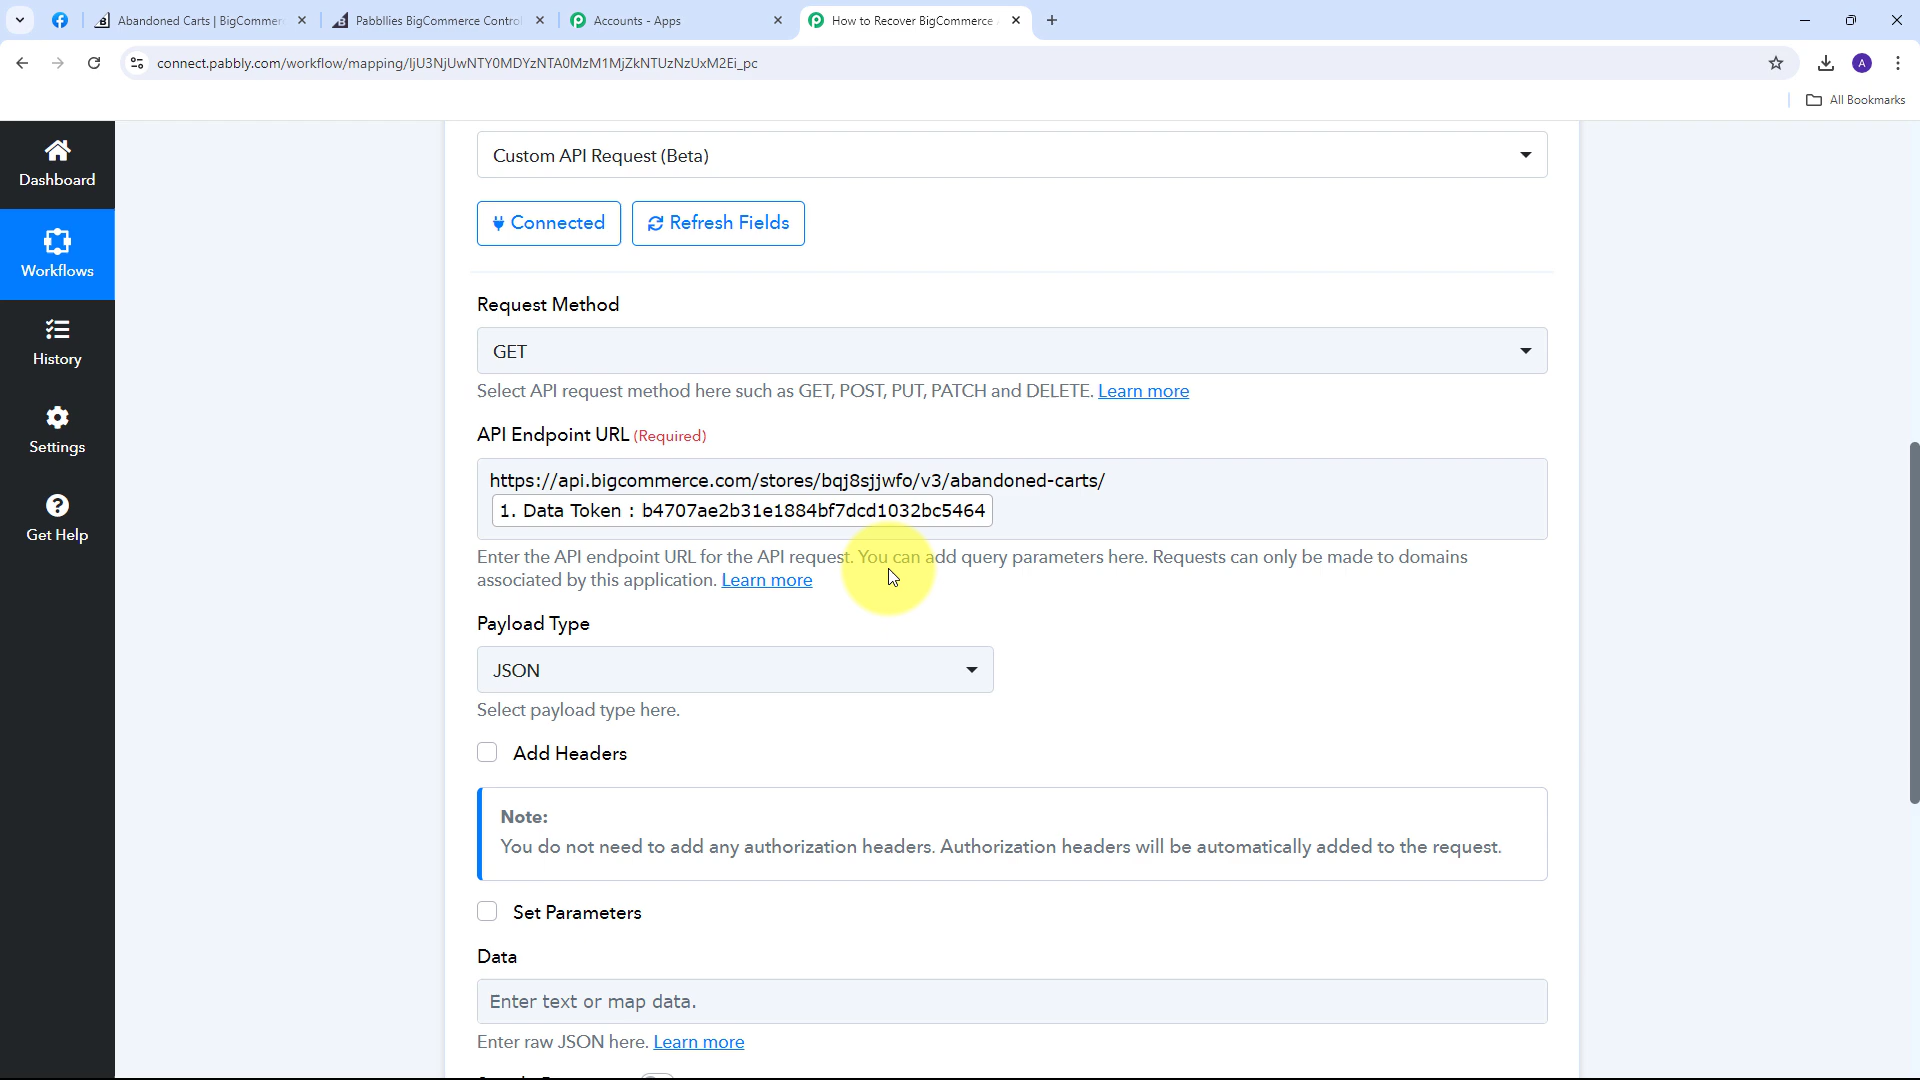 Abandoned Carts | BigCommer
Pabbllies BigCommerce Contro
Accounts - Apps
How to Recover BigCommerce
connect.pabbly.com/workflow/mapping/IjU3NjUwNTY0MDYzNTA0MzM1MjZkNTUzNzUxM2Ei_pc
A
All Bookmarks
Dashboard
Workflows
History
Settings
Get Help
Custom API Request (Beta)
Connected
Refresh Fields
Request Method
GET
Select API request method here such as GET, POST, PUT, PATCH and DELETE. Learn more
API Endpoint URL (Required)
https://api.bigcommerce.com/stores/bqj8sjjwfo/v3/abandoned-carts/
1. Data Token : b4707ae2b31e1884bf7dcd1032bc5464
Enter the API endpoint URL for the API request. You can add query parameters here. Requests can only be made to domains
associated by this application. Learn more
Payload Type
JSON
Select payload type here.
Add Headers
Note:
You do not need to add any authorization headers. Authorization headers will be automatically added to the request.
Set Parameters
Data
Enter text or map data.
Enter raw JSON here. Learn more